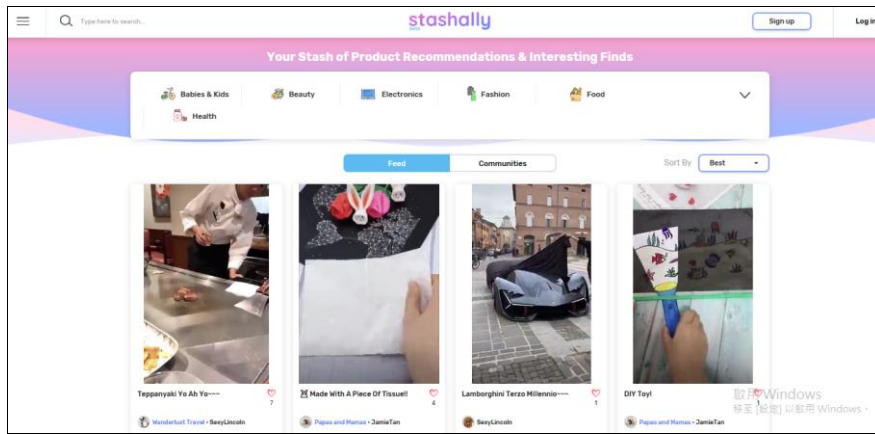 Type here to search...
stashally
Sign up
Log in
Your Stash of Product Recommendations & Interesting Finds
Babies & Kids
Beauty
Electronics
Fashion
Food
Health
Feed
Communities
Sort By
Best
Teppanyaki Yo Ah Yo~~~
7
Made With A Piece Of Tissue!!
4
Lamborghini Terzo Millennio~~~
1
DIY Toy!
1
Wanderlust Travel • SexyLincoln
Papas and Mamas • JamieTan
SexyLincoln
Papas and Mamas • JamieTan
啟用 Windows
移至 [設定] 以啟用 Windows。